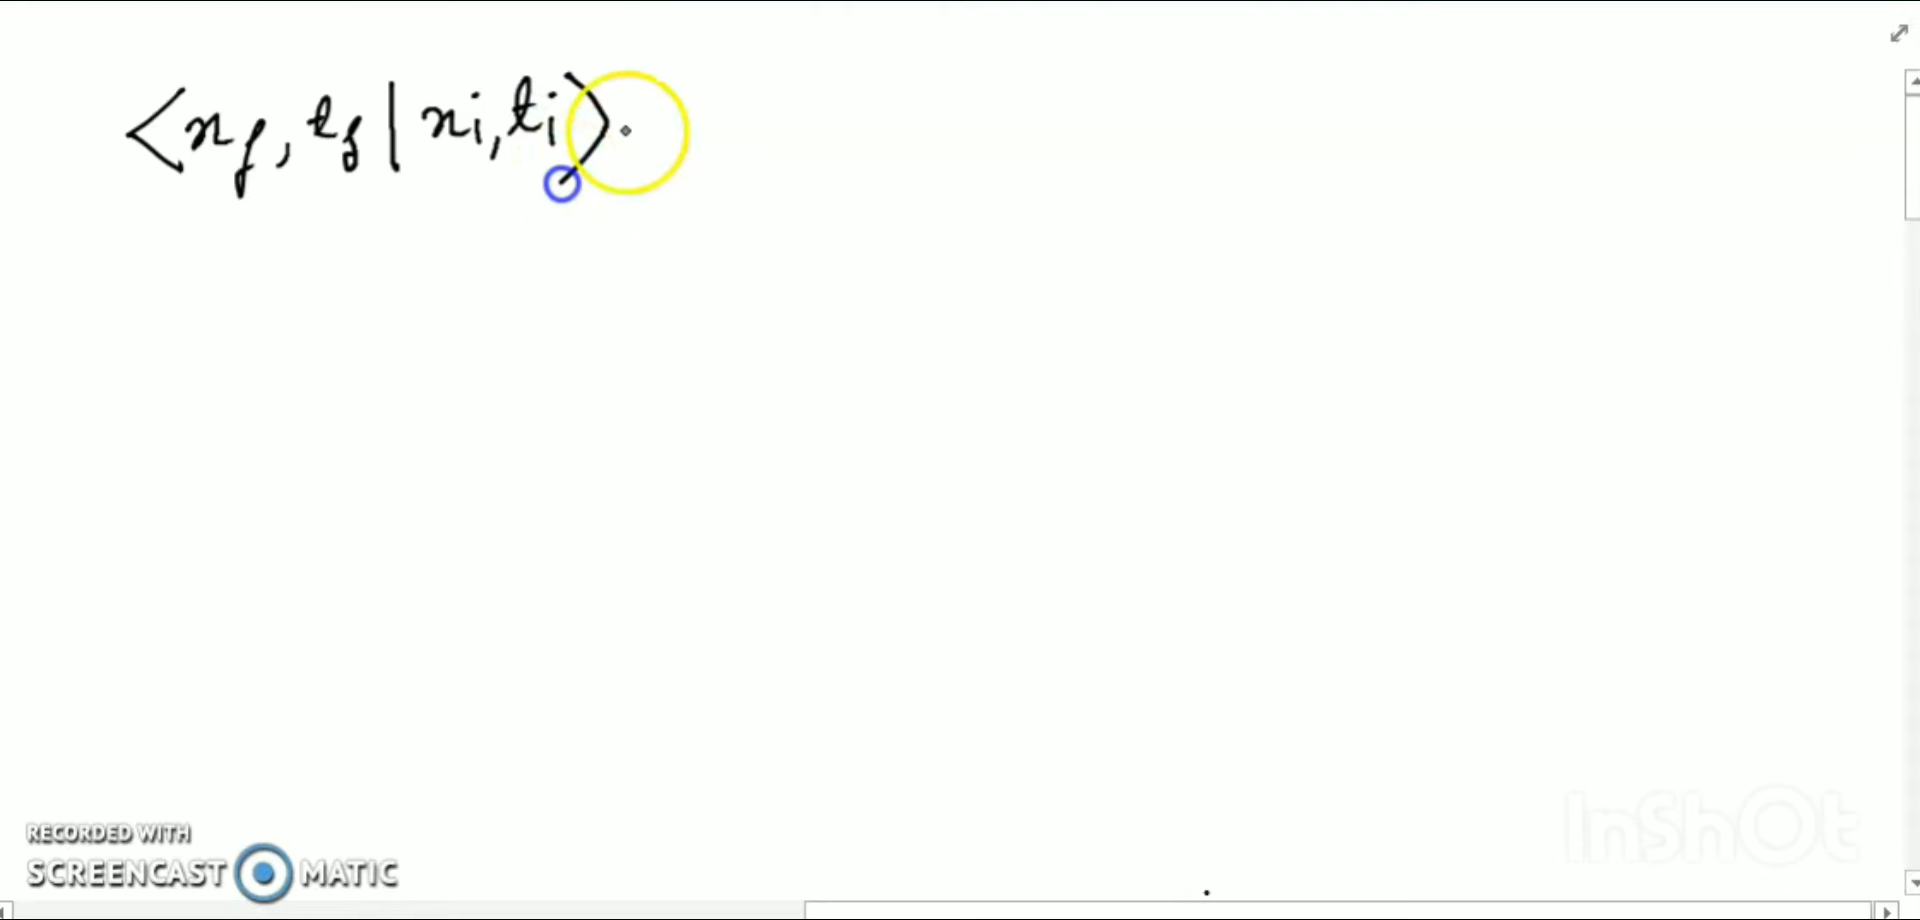 <x_f, t_f | x_i, t_i>
RECORDED WITH
SCREENCAST MATIC
InShOt